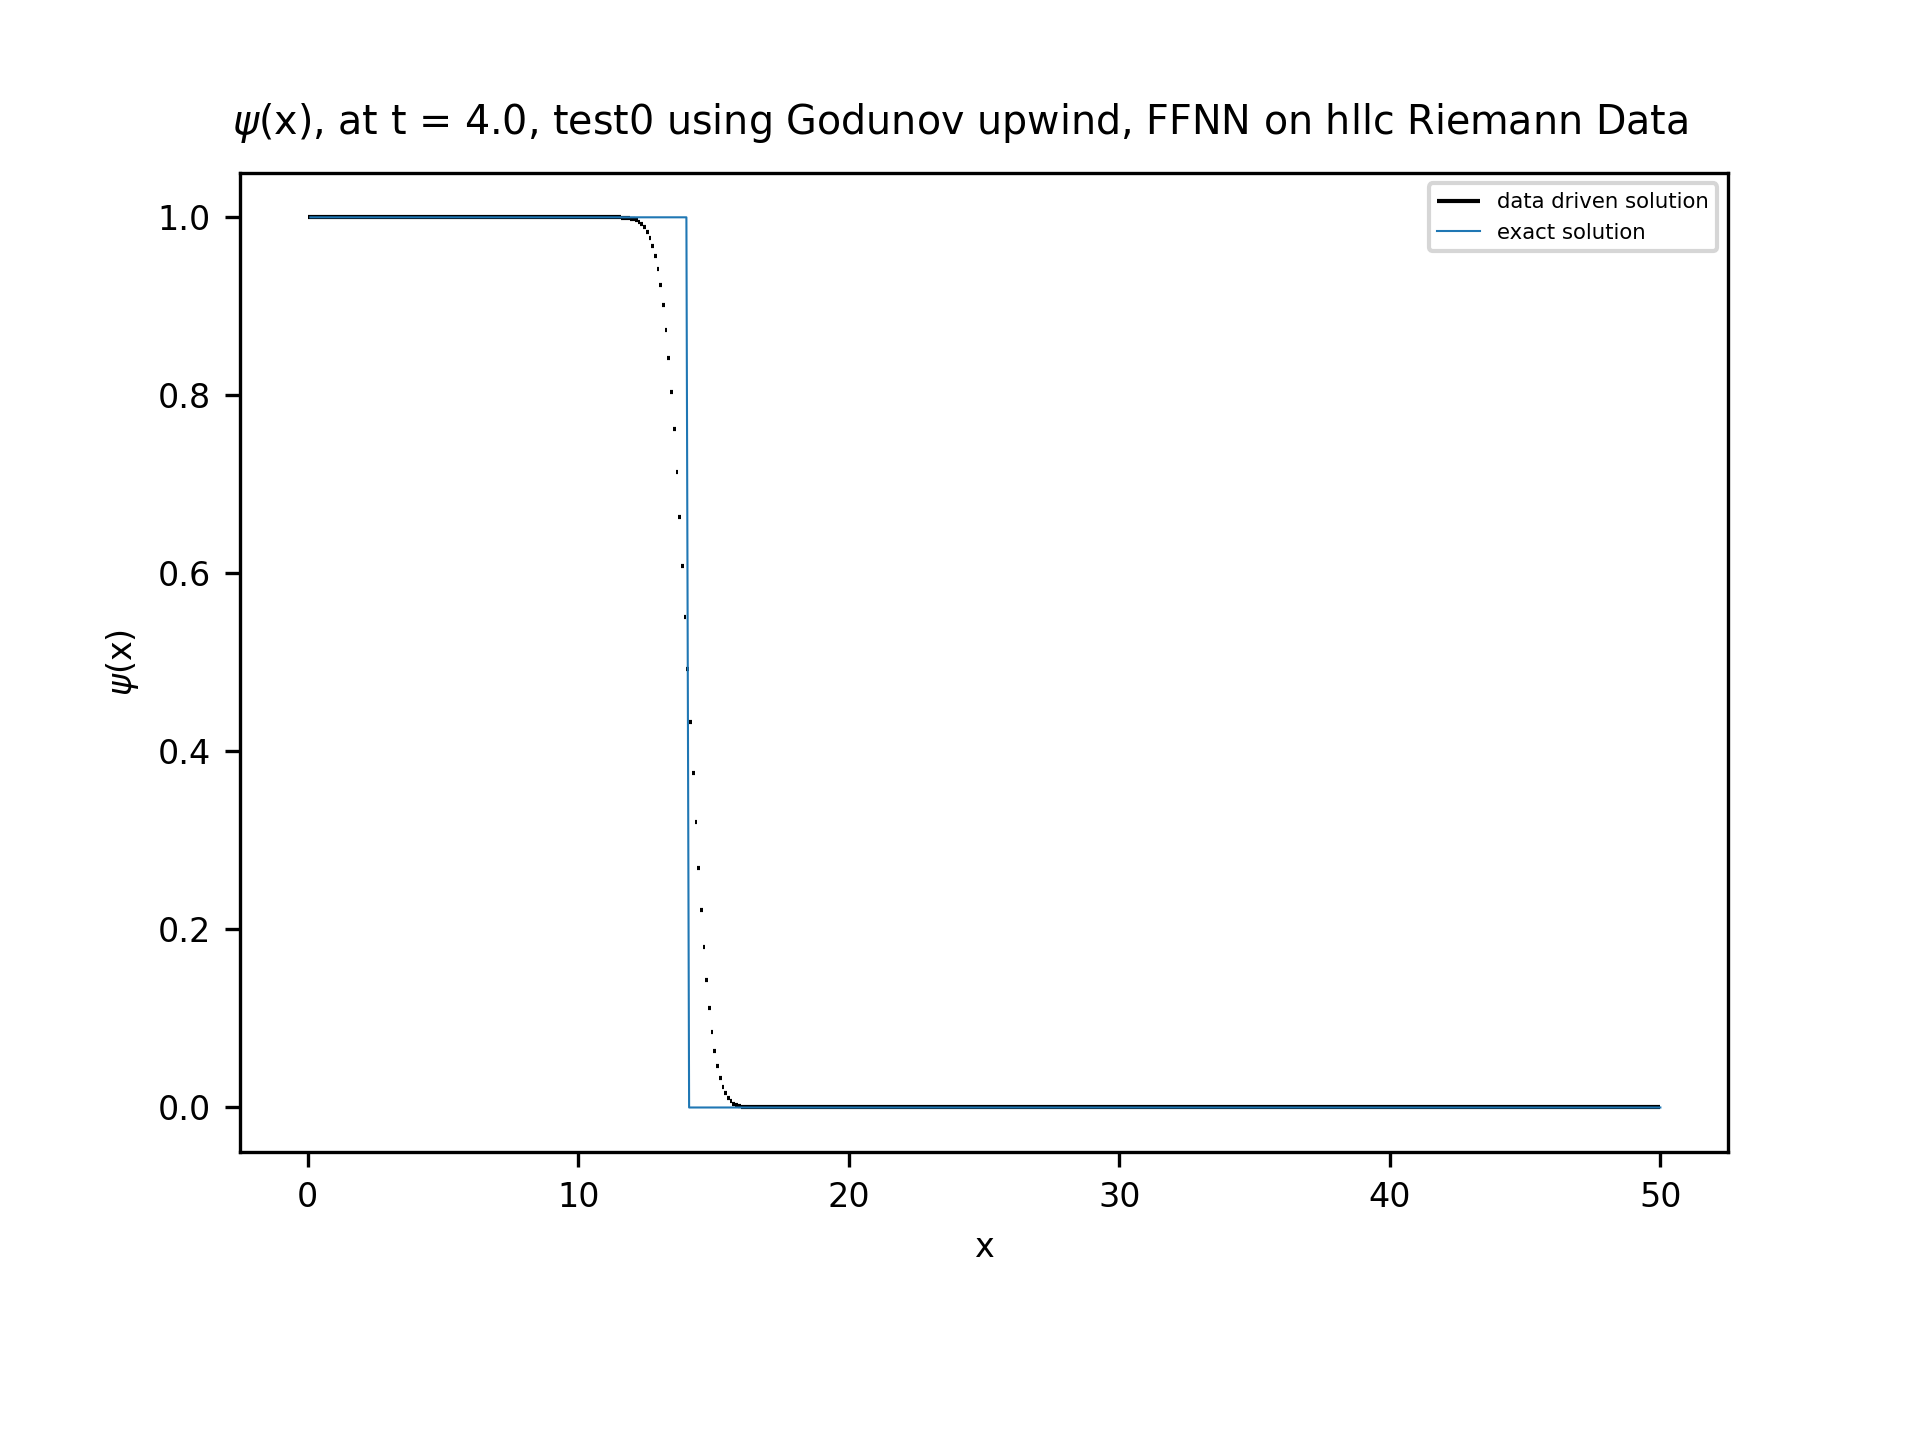 ψ(x), at t = 4.0, test0 using Godunov upwind, FFNN on hllc Riemann Data
data driven solution
exact solution
1.0
0.8
0.6
0.4
0.2
0.0
ψ(x)
0 10 20 30 40 50
x